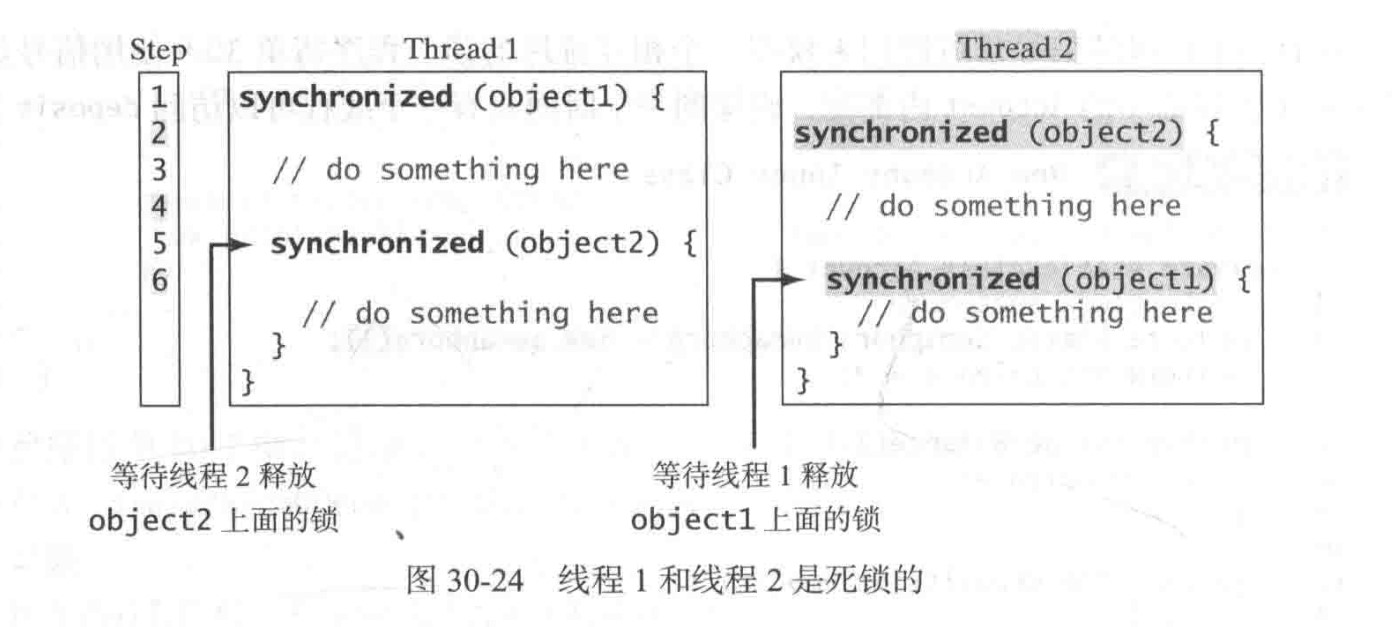 Step
Thread 1
Thread 2
1
2
3
4
5
6
synchronized (object1) {
// do something here
synchronized (object2) {
// do something here
}
}
synchronized (object2) {
// do something here
synchronized (object1) {
// do something here
}
}
等待线程 2 释放
object2 上面的锁
等待线程 1 释放
object1 上面的锁
图 30-24 线程 1 和线程 2 是死锁的